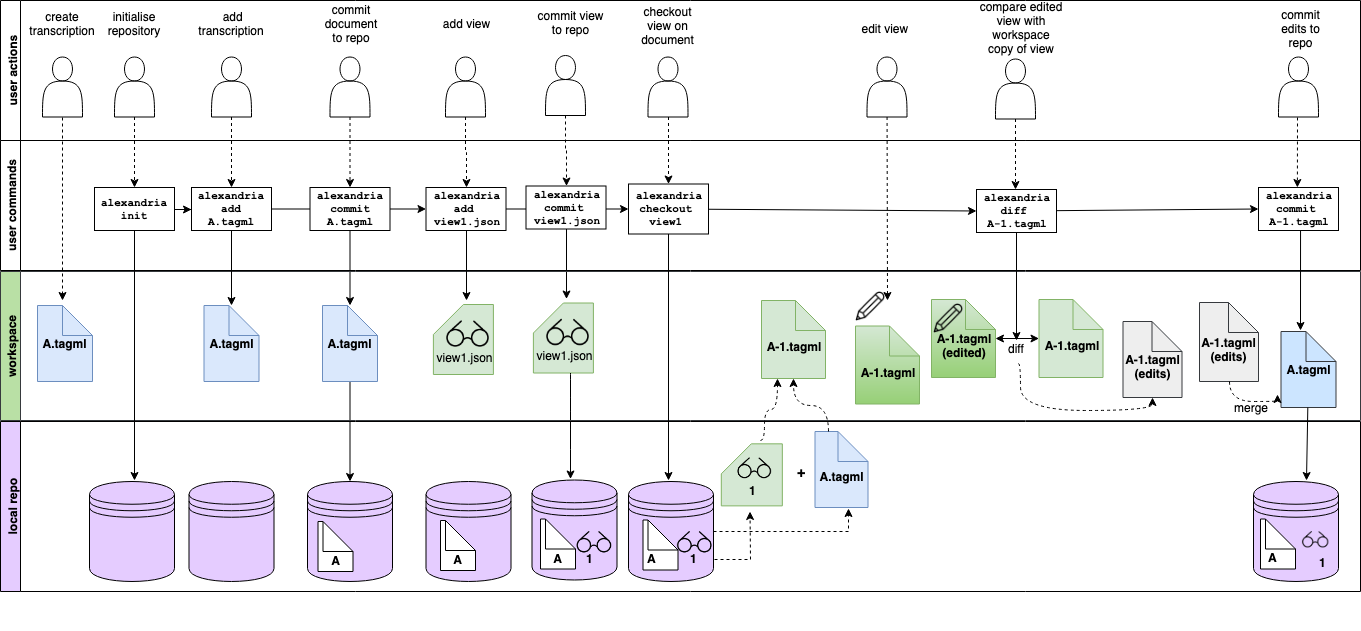 user actions
create
transcription
initialise
repository
add
transcription
commit
document
to repo
add view
commit view
to repo
checkout
view on
document
edit view
compare edited
view with
workspace
copy of view
commit
edits to
repo
user commands
alexandria
init
alexandria
add
A.tagml
alexandria
commit
A.tagml
alexandria
add
view1.json
alexandria
commit
view1.json
alexandria
checkout
view1
alexandria
diff
A-1.tagml
alexandria
commit
A-1.tagml
workspace
A.tagml
A.tagml
A.tagml
view1.json
view1.json
A-1.tagml
A-1.tagml
A-1.tagml
(edited)
diff
A-1.tagml
A-1.tagml
(edits)
A-1.tagml
(edits)
merge
A.tagml
local repo
1
+
A.tagml
A
A
A
1
A
1
A
1